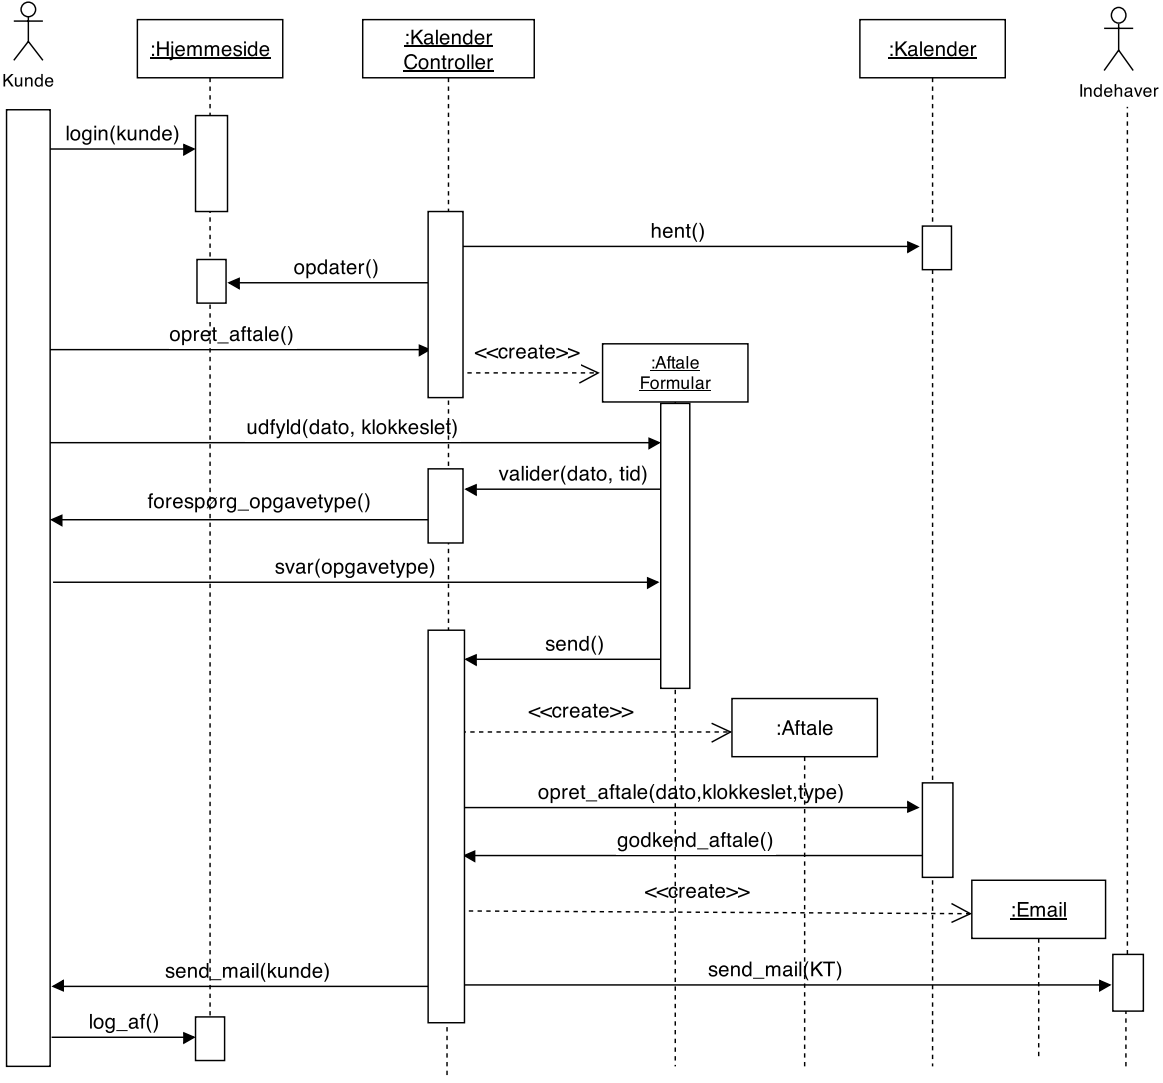 Kunde
:Hjemmeside
:Kalender
Controller
:Kalender
Indehaver
login(kunde)
hent()
opdater()
opret_aftale()
<<create>>
:Aftale
Formular
udfyld(dato, klokkeslet)
valider(dato, tid)
forespørg_opgavetype()
svar(opgavetype)
send()
<<create>>
:Aftale
opret_aftale(dato,klokkeslet,type)
godkend_aftale()
<<create>>
:Email
send_mail(kunde)
send_mail(KT)
log_af()